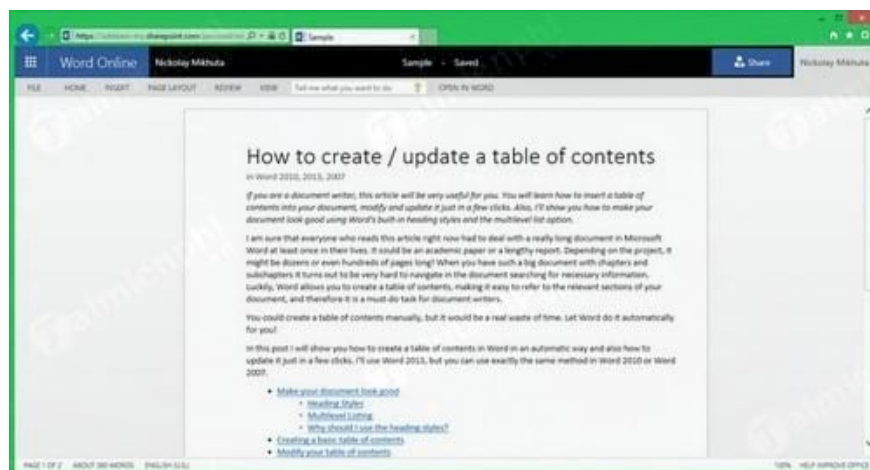 https://
sharepoint.com
Sample
Word Online
Nickolay Mikhuta
Sample - Saved
Share
Nickolay Mikhuta
FILE HOME INSERT PAGE LAYOUT REVIEW VIEW Tell me what you want to do OPEN IN WORD
How to create / update a table of contents
in Word 2010, 2013, 2007
If you are a document writer, this article will be very useful for you. You will learn how to insert a table of
contents into your document, modify and update it just in a few clicks. Also, I'll show you how to make your
document look good using Word's built-in heading styles and the multilevel list option.
I am sure that everyone who reads this article right now had to deal with a really long document in Microsoft
Word at least once in their lives. It could be an academic paper or a lengthy report. Depending on the project, it
might be dozens or even hundreds of pages long! When you have such a big document with chapters and
subchapters it turns out to be very hard to navigate in the document searching for necessary information.
Luckily, Word allows you to create a table of contents, making it easy to refer to the relevant sections of your
document, and therefore it is a must-do task for document writers.
You could create a table of contents manually, but it would be a real waste of time. Let Word do it automatically
for you!
In this post I will show you how to create a table of contents in Word in an automatic way and also how to
update it just in a few clicks. I'll use Word 2013, but you can use exactly the same method in Word 2010 or Word
2007.
• Make your document look good
• Heading Styles
• Multilevel Listing
• Why should I use the heading styles?
• Creating a basic table of contents
• Modify your table of contents
PAGE 1 OF 2 ABOUT 380 WORDS ENGLISH (U.S.) 100% HELP IMPROVE OFFICE